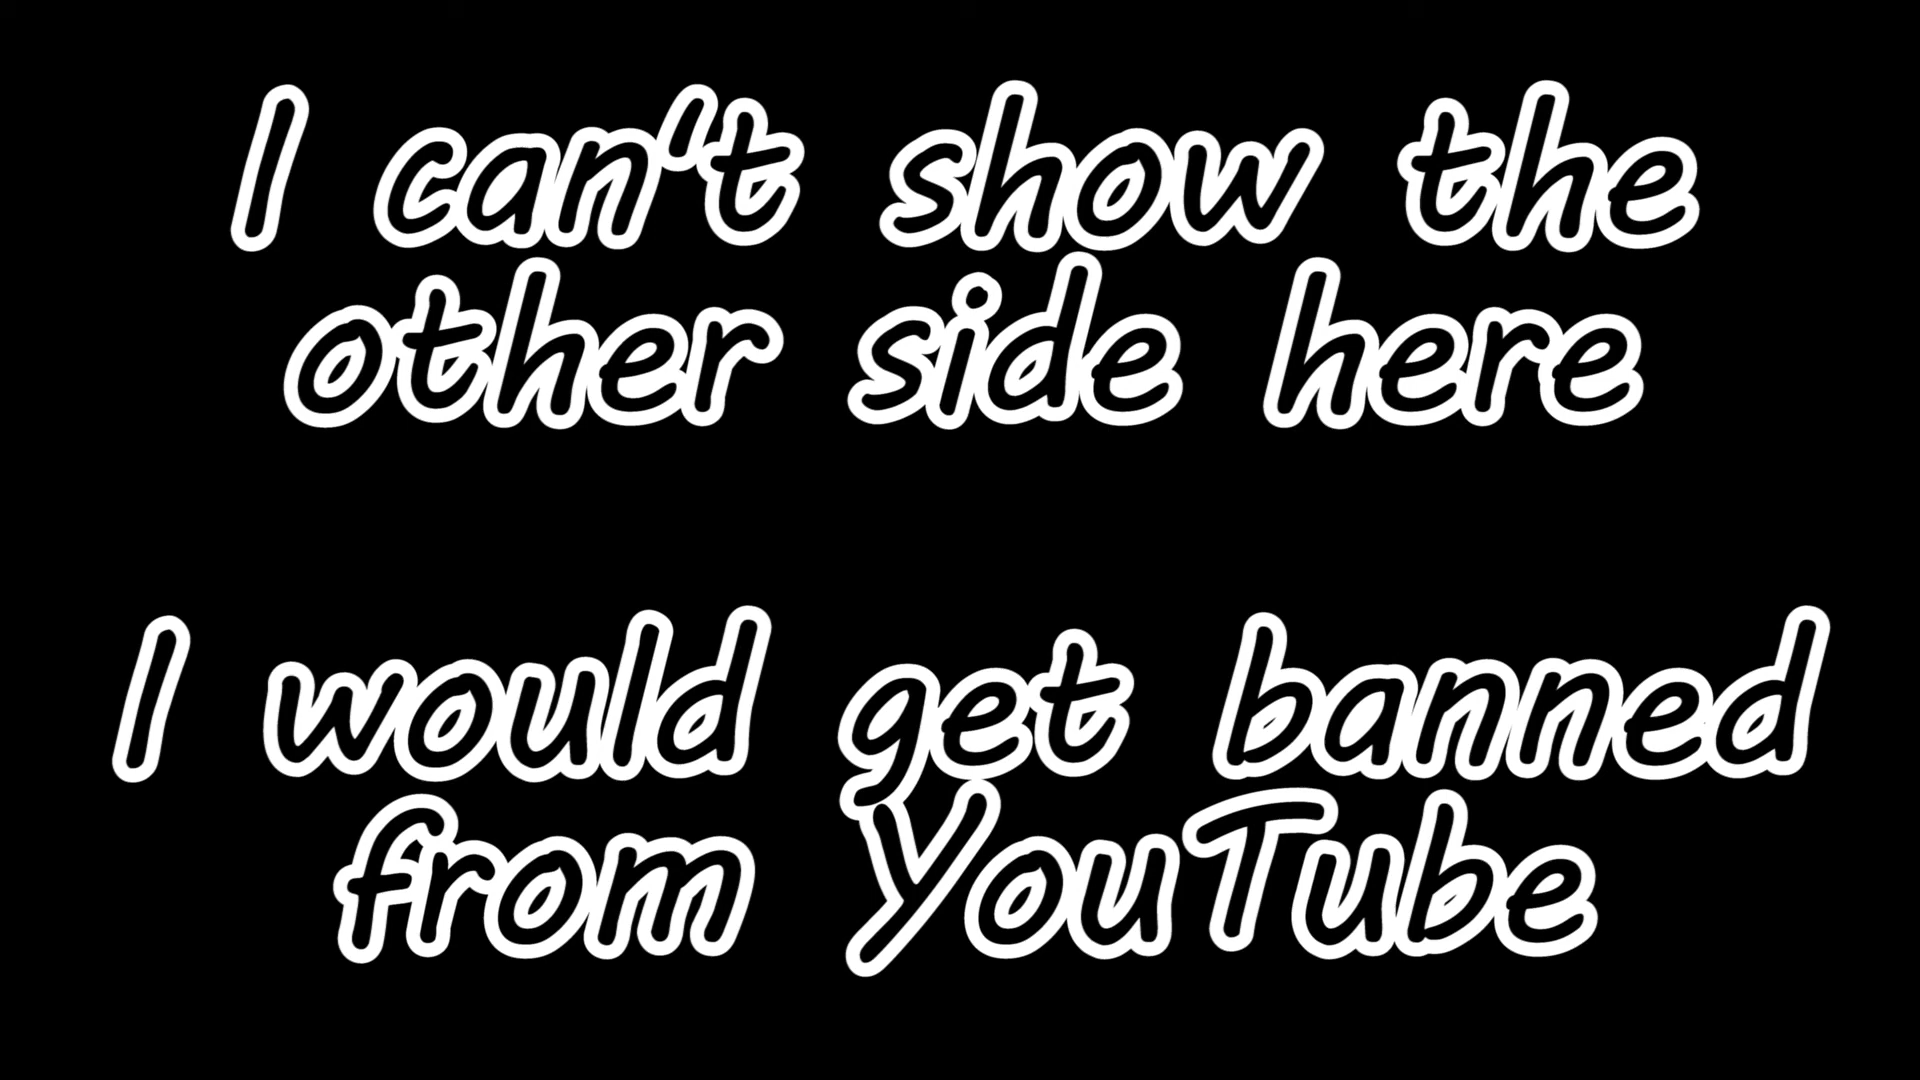 I can't show the
other side here
I would get banned
from YouTube